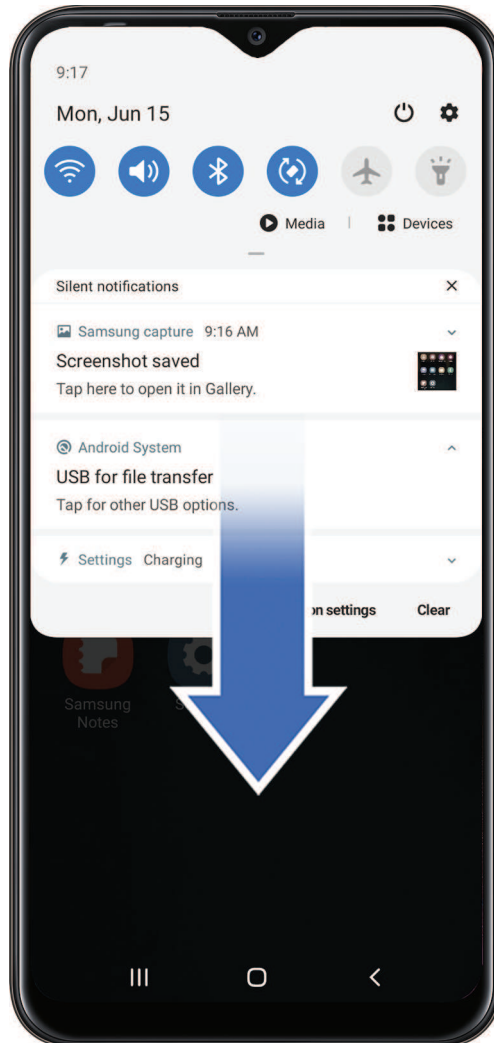 9:17
Mon, Jun 15
Media
Devices
Silent notifications
Samsung capture 9:16 AM
Screenshot saved
Tap here to open it in Gallery.
Android System
USB for file transfer
Tap for other USB options.
Settings Charging
settings Clear
Samsung
Notes